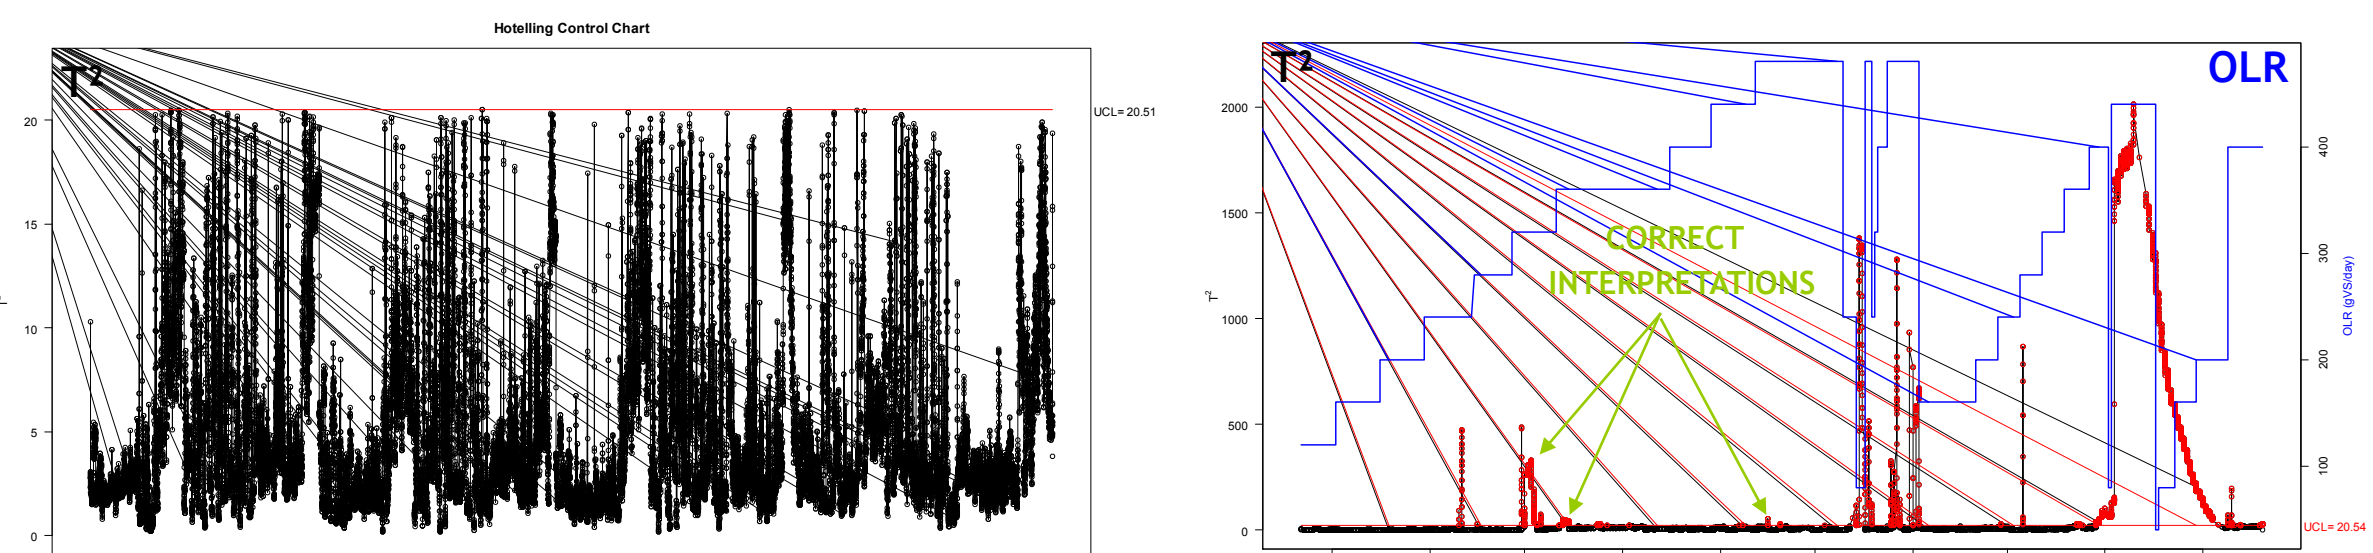 Hotelling Control Chart
T²
20
15
10
5
0
UCL= 20.51
T²
OLR
2000
1500
1000
500
0
T²
CORRECT
INTERPRETATIONS
400
300
200
100
OLR (gVS/day)
UCL= 20.54